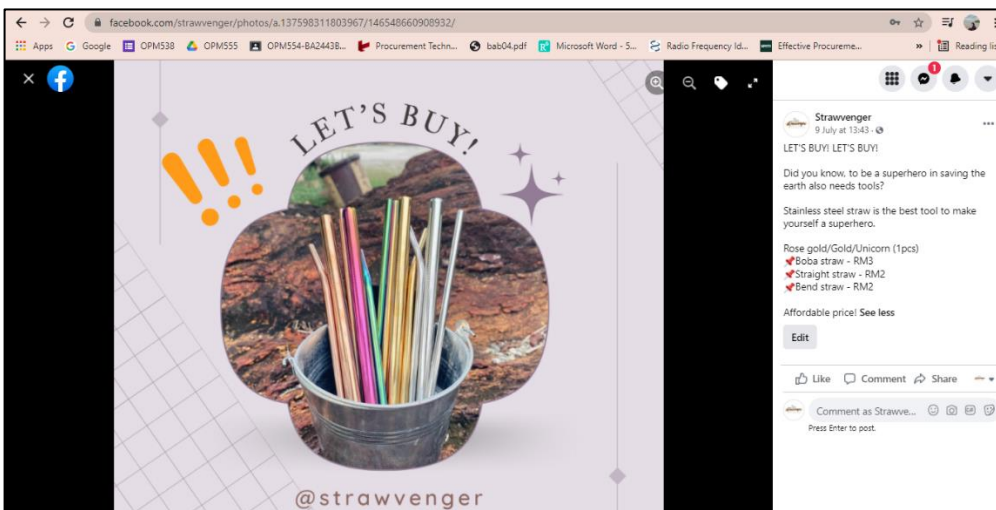 facebook.com/strawvenger/photos/a.137598311803967/146548660908932/
Apps
Google
OPM538
OPM555
OPM554-BA2443B...
Procurement Techn...
bab04.pdf
Microsoft Word - 5...
Radio Frequency Id...
Effective Procureme...
»
Reading lis
LET'S BUY!
@strawvenger
1
Strawvenger
9 July at 13:43 ·
LET'S BUY! LET'S BUY!
Did you know, to be a superhero in saving the
earth also needs tools?
Stainless steel straw is the best tool to make
yourself a superhero.
Rose gold/Gold/Unicorn (1pcs)
📌Boba straw - RM3
📌Straight straw - RM2
📌Bend straw - RM2
Affordable price! See less
Edit
Like Comment Share
Comment as Strawve...
Press Enter to post.